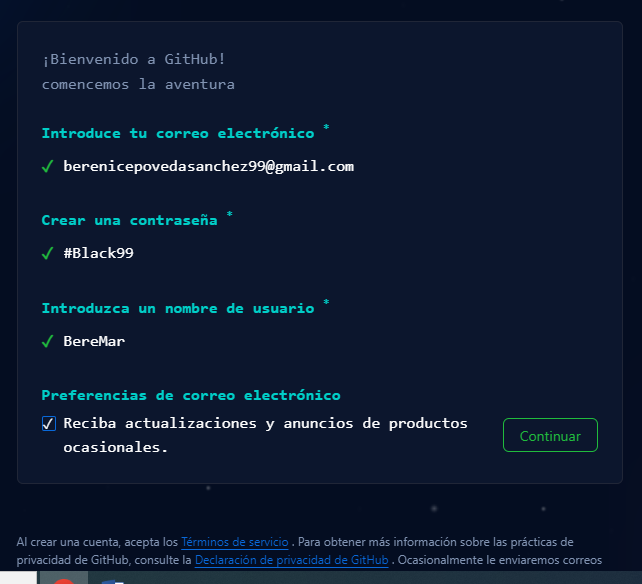 ¡Bienvenido a GitHub!
comencemos la aventura
Introduce tu correo electrónico *
✓ berenicepovedasanchez99@gmail.com
Crear una contraseña *
✓ #Black99
Introduzca un nombre de usuario *
✓ BereMar
Preferencias de correo electrónico
Reciba actualizaciones y anuncios de productos
ocasionales.
Continuar
Al crear una cuenta, acepta los Términos de servicio . Para obtener más información sobre las prácticas de
privacidad de GitHub, consulte la Declaración de privacidad de GitHub . Ocasionalmente le enviaremos correos